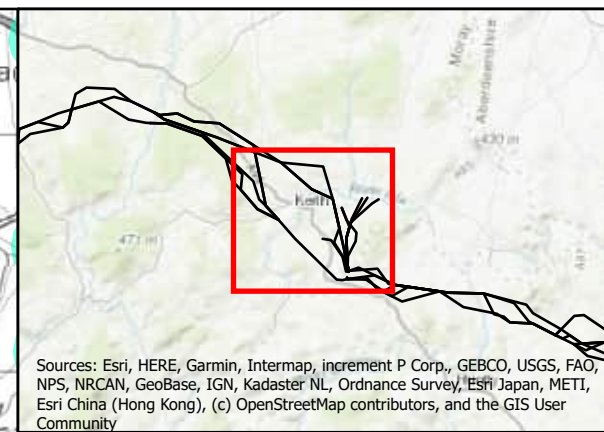 Moray
Aberdeenshire
430 m
Keith
471 m
Sources: Esri, HERE, Garmin, Intermap, increment P Corp., GEBCO, USGS, FAO,
NPS, NRCAN, GeoBase, IGN, Kadaster NL, Ordnance Survey, Esri Japan, METI,
Esri China (Hong Kong), (c) OpenStreetMap contributors, and the GIS User
Community